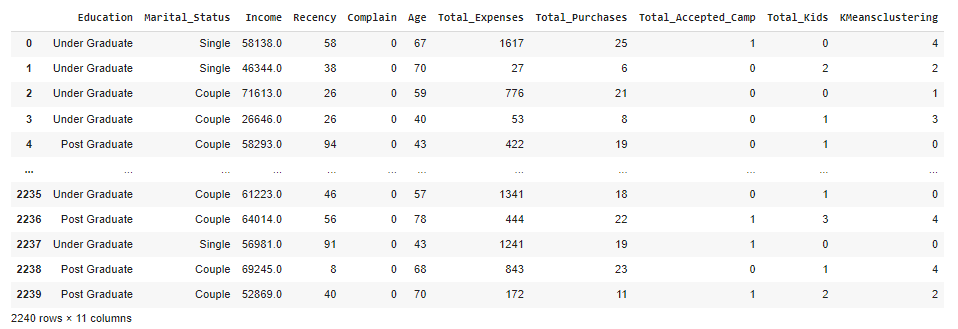 Education Marital_Status Income Recency Complain Age Total_Expenses Total_Purchases Total_Accepted_Camp Total_Kids KMeansclustering
0 Under Graduate Single 58138.0 58 0 67 1617 25 1 0 4
1 Under Graduate Single 46344.0 38 0 70 27 6 0 2 2
2 Under Graduate Couple 71613.0 26 0 59 776 21 0 0 1
3 Under Graduate Couple 26646.0 26 0 40 53 8 0 1 3
4 Post Graduate Couple 58293.0 94 0 43 422 19 0 1 0
... ... ... ... ... ... ... ... ... ... ... ...
2235 Under Graduate Couple 61223.0 46 0 57 1341 18 0 1 0
2236 Post Graduate Couple 64014.0 56 0 78 444 22 1 3 4
2237 Under Graduate Single 56981.0 91 0 43 1241 19 1 0 0
2238 Post Graduate Couple 69245.0 8 0 68 843 23 0 1 4
2239 Post Graduate Couple 52869.0 40 0 70 172 11 1 2 2
2240 rows × 11 columns